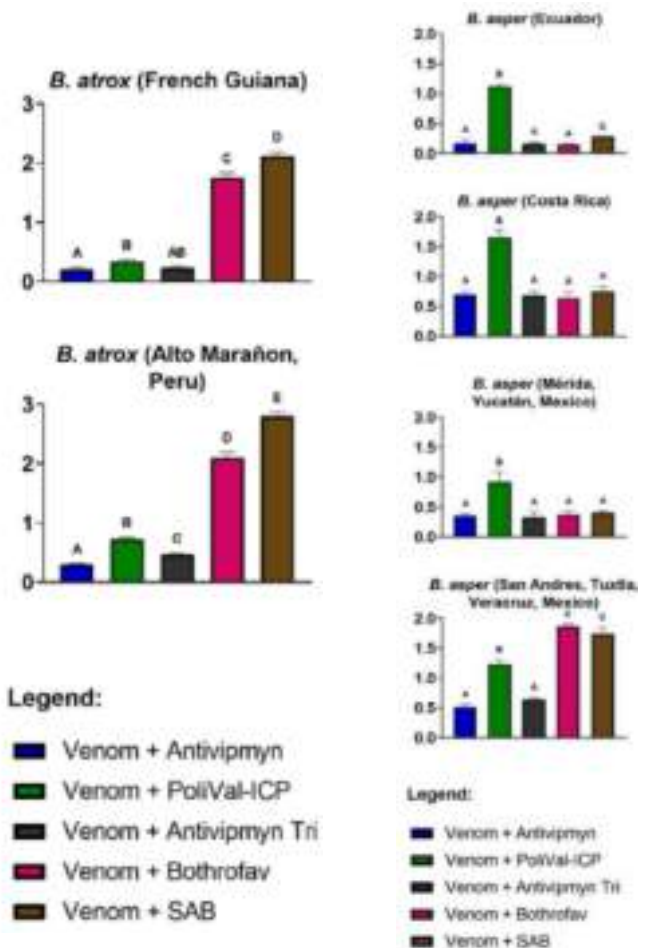 B. atrox (French Guiana)
3
2
1
0
A
B
AB
C
D
B. atrox (Alto Marañon,
Peru)
3
2
1
0
A
B
C
D
E
Legend:
Venom + Antivipmyn
Venom + PoliVal-ICP
Venom + Antivipmyn Tri
Venom + Bothrofav
Venom + SAB
B. asper (Ecuador)
2.0
1.5
1.0
0.5
0.0
A
B
A
A
C
B. asper (Costa Rica)
2.0
1.5
1.0
0.5
0.0
A
A
A
A
B. asper (Mérida,
Yucatán, Mexico)
2.0
1.5
1.0
0.5
0.0
A
B
A
A
A
B. asper (San Andres, Tuxtla,
Veracruz, Mexico)
2.0
1.5
1.0
0.5
0.0
A
B
A
C
C
Legend:
Venom + Antivipmyn
Venom + PoliVal-ICP
Venom + Antivipmyn Tri
Venom + Bothrofav
Venom + SAB